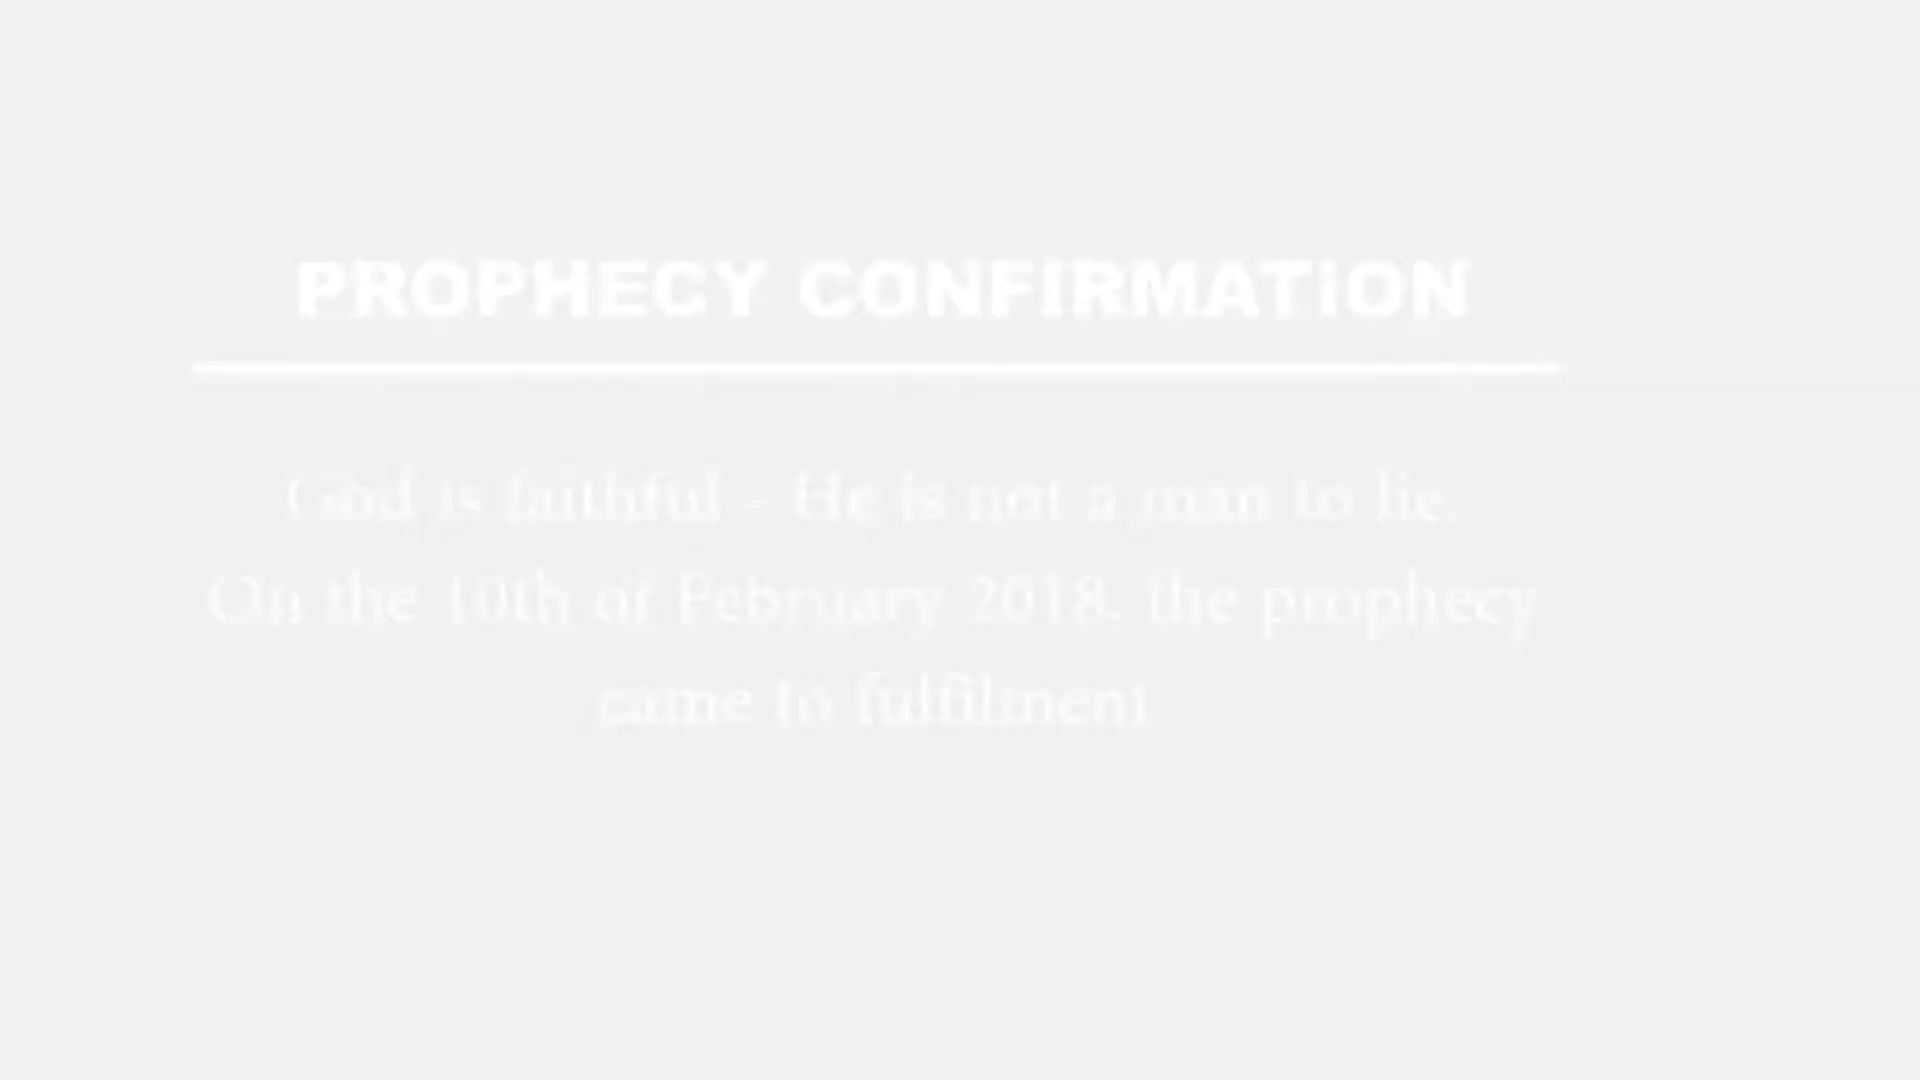 PROPHECY CONFIRMATION
God is faithful - He is not a man to lie.
On the 10th of February 2018, the prophecy
came to fulfilment